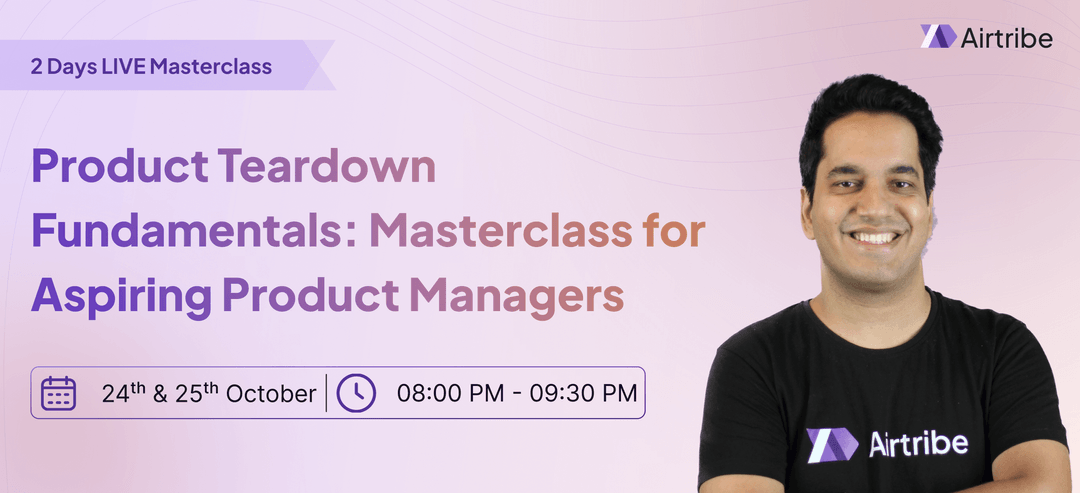 Airtribe
2 Days LIVE Masterclass
Product Teardown
Fundamentals: Masterclass for
Aspiring Product Managers
24th & 25th October | 08:00 PM - 09:30 PM
Airtribe